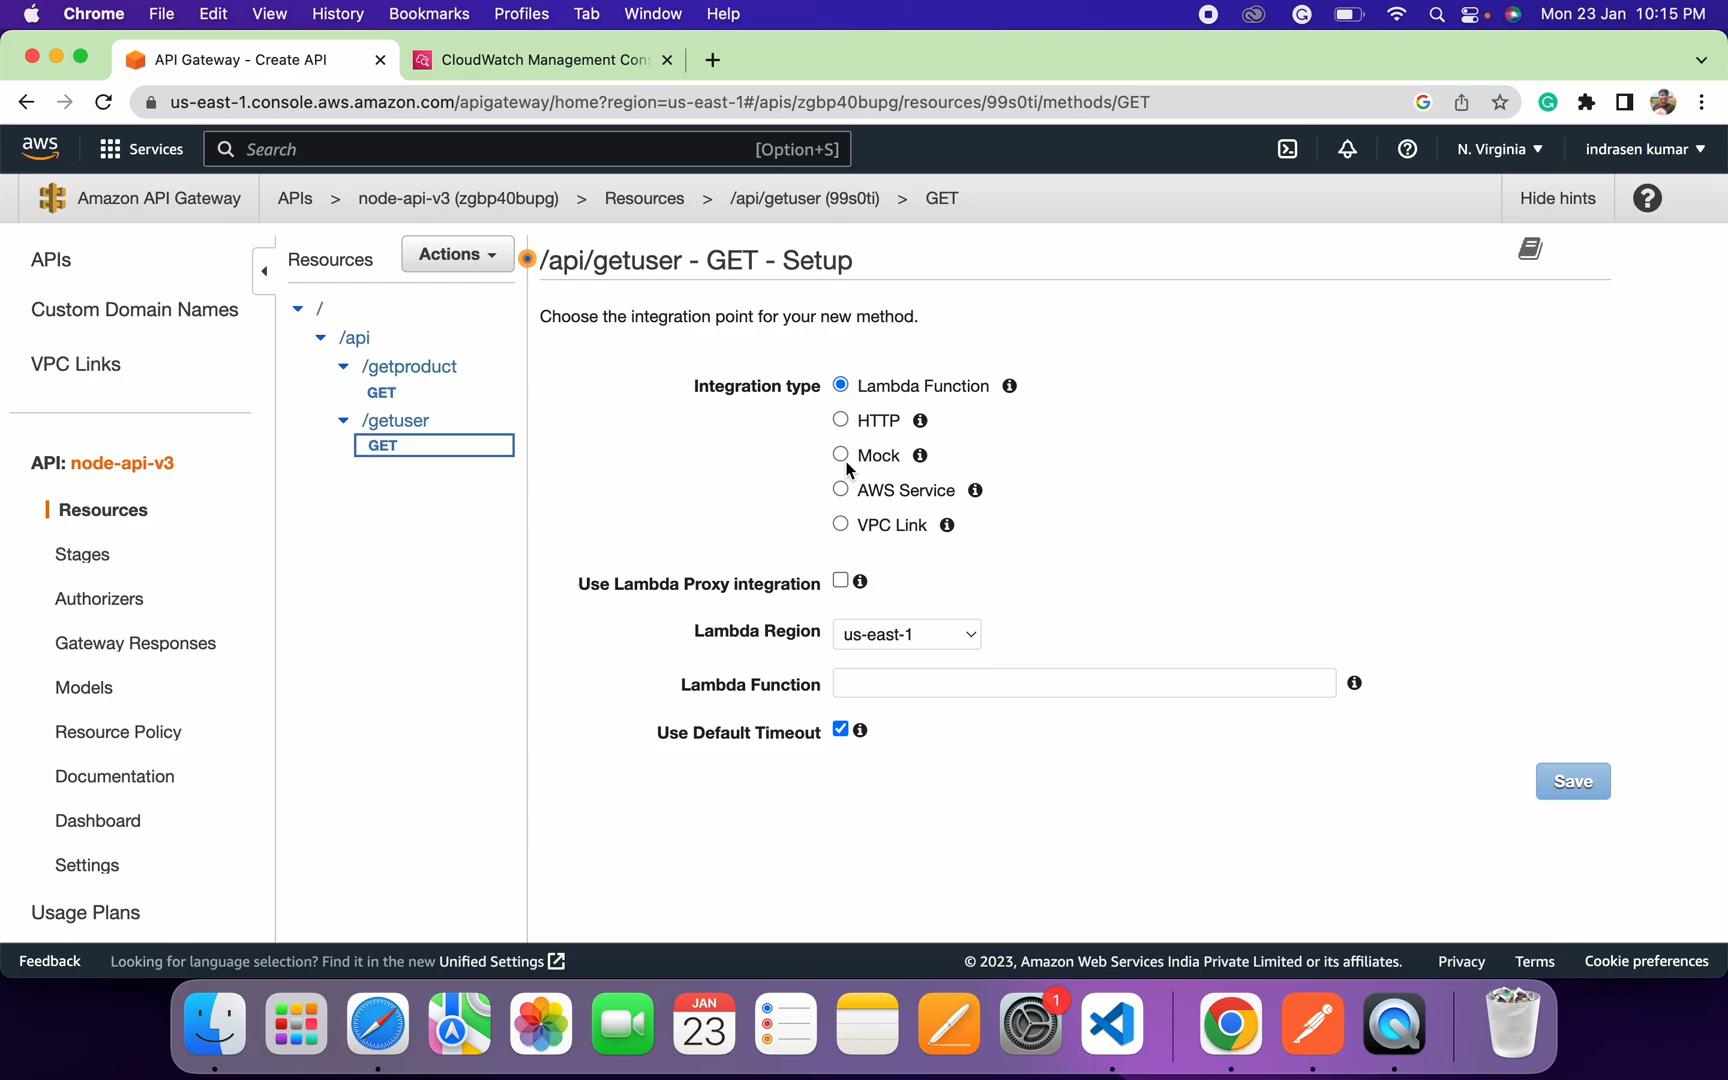 Chrome File Edit View History Bookmarks Profiles Tab Window Help Mon 23 Jan 10:15 PM
API Gateway - Create API CloudWatch Management Con
us-east-1.console.aws.amazon.com/apigateway/home?region=us-east-1#/apis/zgbp40bupg/resources/99s0ti/methods/GET
aws Services Search [Option+S] N. Virginia indrasen kumar
Amazon API Gateway APIs > node-api-v3 (zgbp40bupg) > Resources > /api/getuser (99s0ti) > GET Hide hints
APIs
Custom Domain Names
VPC Links
API: node-api-v3
Resources
Stages
Authorizers
Gateway Responses
Models
Resource Policy
Documentation
Dashboard
Settings
Usage Plans
Resources Actions
/
/api
/getproduct
GET
/getuser
GET
/api/getuser - GET - Setup
Choose the integration point for your new method.
Integration type Lambda Function
HTTP
Mock
AWS Service
VPC Link
Use Lambda Proxy integration
Lambda Region us-east-1
Lambda Function
Use Default Timeout
Save
Feedback Looking for language selection? Find it in the new Unified Settings © 2023, Amazon Web Services India Private Limited or its affiliates. Privacy Terms Cookie preferences
JAN
23
1